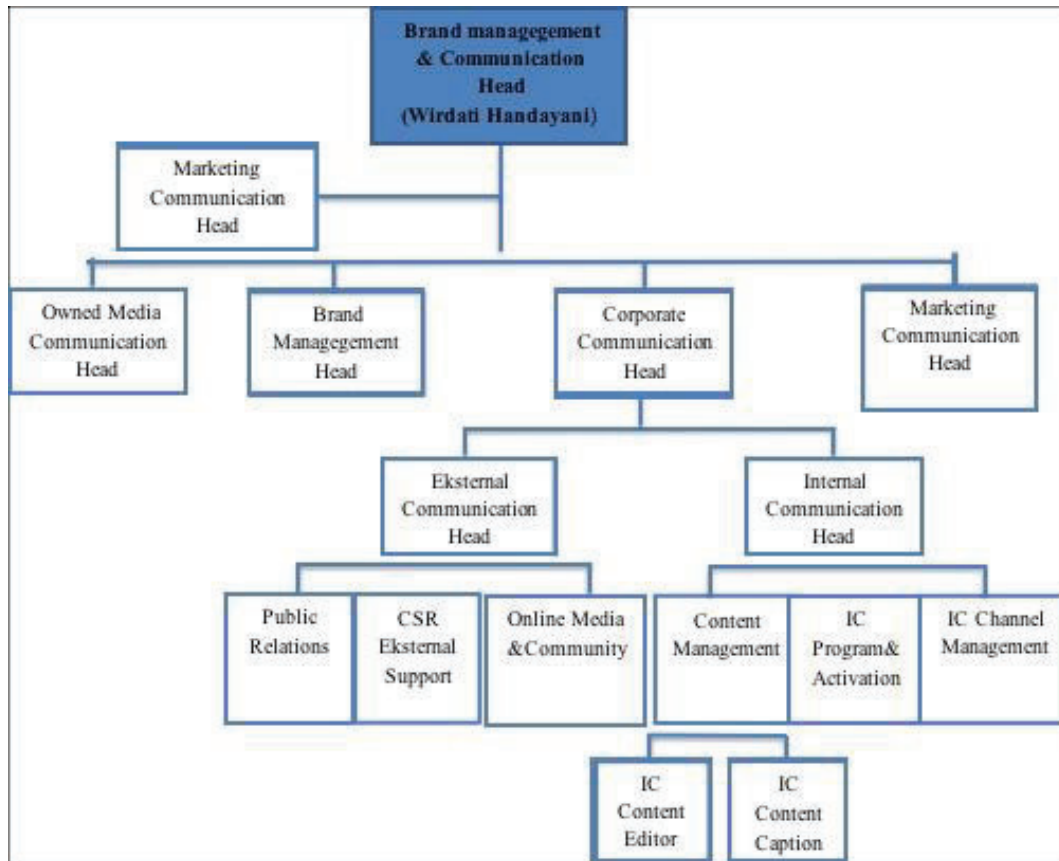 Brand managegement
& Communication
Head
(Wirdati Handayani)
Marketing
Communication
Head
Owned Media
Communication
Head
Brand
Managegement
Head
Corporate
Communication
Head
Marketing
Communication
Head
Eksternal
Communication
Head
Internal
Communication
Head
Public
Relations
CSR
Eksternal
Support
Online Media
&Community
Content
Management
IC
Program&
Activation
IC Channel
Management
IC
Content
Editor
IC
Content
Caption